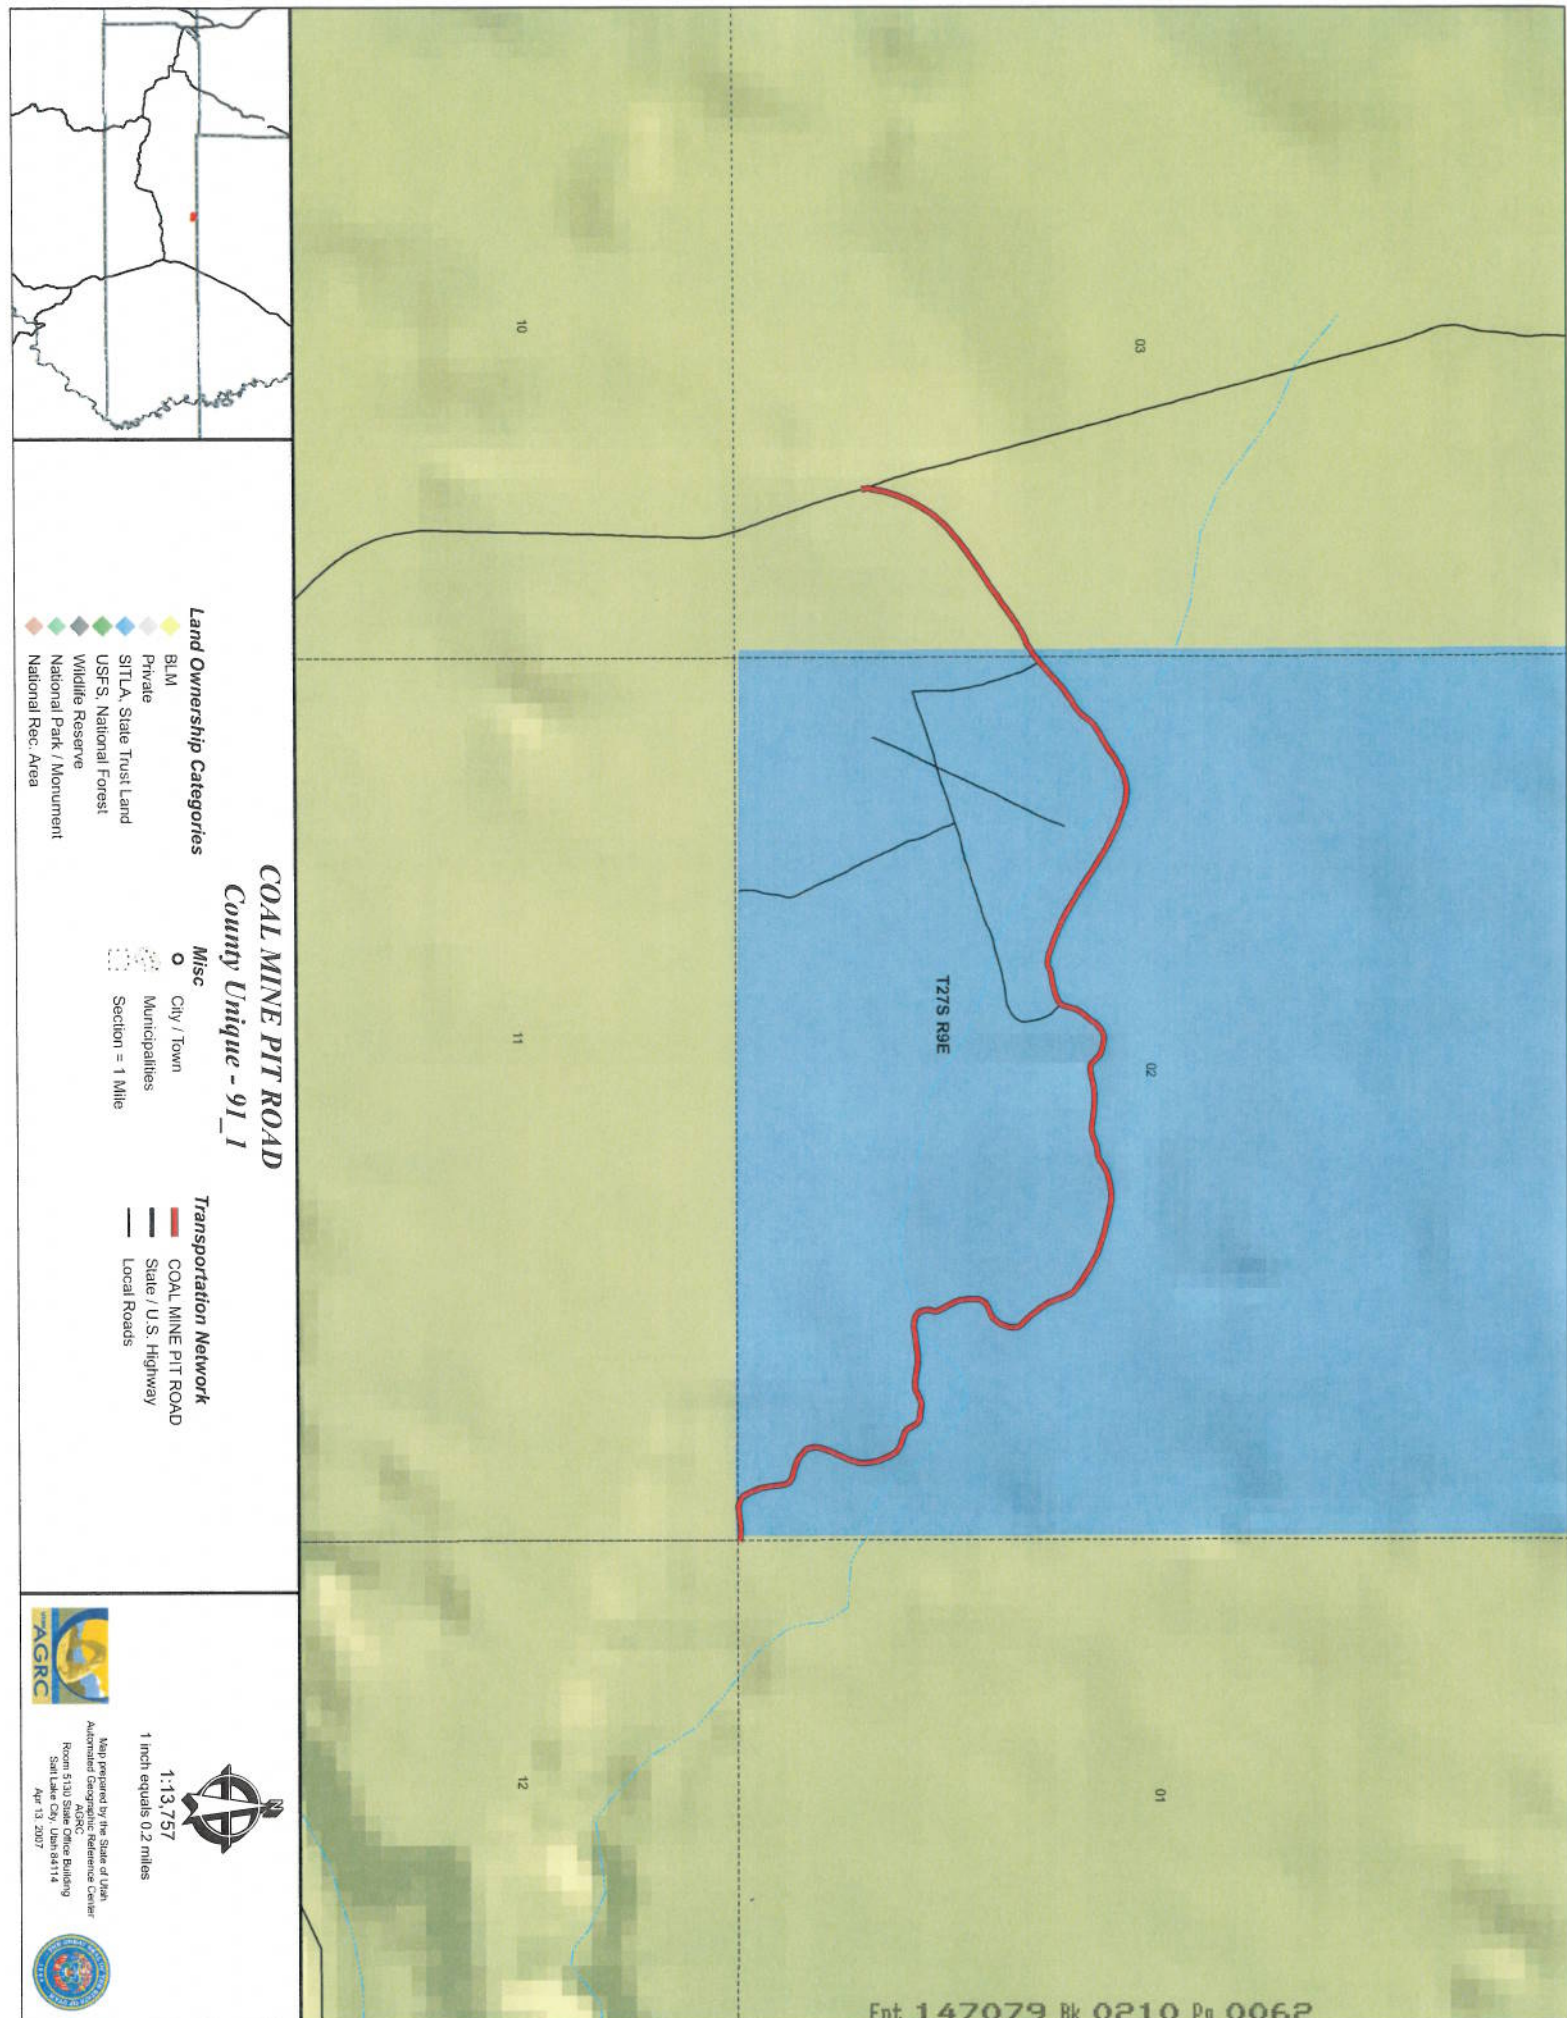 03
02
01
T27S R9E
10
11
12
COAL MINE PIT ROAD
County Unique - 91_1
Land Ownership Categories
BLM
Private
SITLA, State Trust Land
USFS, National Forest
Wildlife Reserve
National Park / Monument
National Rec. Area
Misc
City / Town
Municipalities
Section = 1 Mile
Transportation Network
COAL MINE PIT ROAD
State / U.S. Highway
Local Roads
N
1:13,757
1 inch equals 0.2 miles
AGRC
Map prepared by the State of Utah
Automated Geographic Reference Center
AGRC
Room 5130 State Office Building
Salt Lake City, Utah 84114
Apr 13, 2007
Ent 147079 Bk 0210 Pg 0062